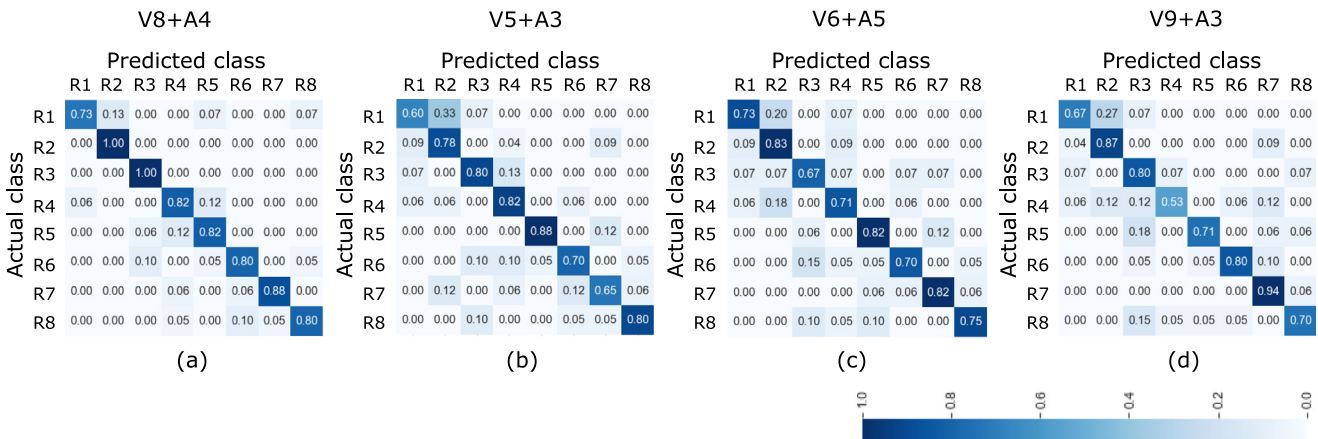 V8+A4 V5+A3 V6+A5 V9+A3
Predicted class Predicted class Predicted class Predicted class
R1 R2 R3 R4 R5 R6 R7 R8 R1 R2 R3 R4 R5 R6 R7 R8 R1 R2 R3 R4 R5 R6 R7 R8 R1 R2 R3 R4 R5 R6 R7 R8
Actual class Actual class Actual class Actual class
R1 0.73 0.13 0.00 0.00 0.07 0.00 0.00 0.07 R1 0.60 0.33 0.07 0.00 0.00 0.00 0.00 0.00 R1 0.73 0.20 0.00 0.07 0.00 0.00 0.00 0.00 R1 0.67 0.27 0.07 0.00 0.00 0.00 0.00 0.00
R2 0.00 1.00 0.00 0.00 0.00 0.00 0.00 0.00 R2 0.09 0.78 0.00 0.04 0.00 0.00 0.09 0.00 R2 0.09 0.83 0.00 0.09 0.00 0.00 0.00 0.00 R2 0.04 0.87 0.00 0.00 0.00 0.00 0.09 0.00
R3 0.00 0.00 1.00 0.00 0.00 0.00 0.00 0.00 R3 0.07 0.00 0.80 0.13 0.00 0.00 0.00 0.00 R3 0.07 0.07 0.67 0.07 0.00 0.07 0.07 0.00 R3 0.07 0.00 0.80 0.07 0.00 0.00 0.00 0.07
R4 0.06 0.00 0.00 0.82 0.12 0.00 0.00 0.00 R4 0.06 0.06 0.00 0.82 0.00 0.06 0.00 0.00 R4 0.06 0.18 0.00 0.71 0.00 0.06 0.00 0.00 R4 0.06 0.12 0.12 0.53 0.00 0.06 0.12 0.00
R5 0.00 0.00 0.06 0.12 0.82 0.00 0.00 0.00 R5 0.00 0.00 0.00 0.00 0.88 0.00 0.12 0.00 R5 0.00 0.00 0.06 0.00 0.82 0.00 0.12 0.00 R5 0.00 0.00 0.18 0.00 0.71 0.00 0.06 0.06
R6 0.00 0.00 0.10 0.00 0.05 0.80 0.00 0.05 R6 0.00 0.00 0.10 0.10 0.05 0.70 0.00 0.05 R6 0.00 0.00 0.15 0.05 0.05 0.70 0.00 0.05 R6 0.00 0.00 0.05 0.00 0.05 0.80 0.10 0.00
R7 0.00 0.00 0.00 0.06 0.00 0.06 0.88 0.00 R7 0.00 0.12 0.00 0.06 0.00 0.12 0.65 0.06 R7 0.00 0.00 0.00 0.00 0.06 0.06 0.82 0.06 R7 0.00 0.00 0.00 0.00 0.00 0.00 0.94 0.06
R8 0.00 0.00 0.00 0.05 0.00 0.10 0.05 0.80 R8 0.00 0.00 0.10 0.00 0.00 0.05 0.05 0.80 R8 0.00 0.00 0.10 0.05 0.10 0.00 0.00 0.75 R8 0.00 0.00 0.15 0.05 0.05 0.05 0.00 0.70
(a) (b) (c) (d)
1.0 0.8 0.6 0.4 0.2 0.0